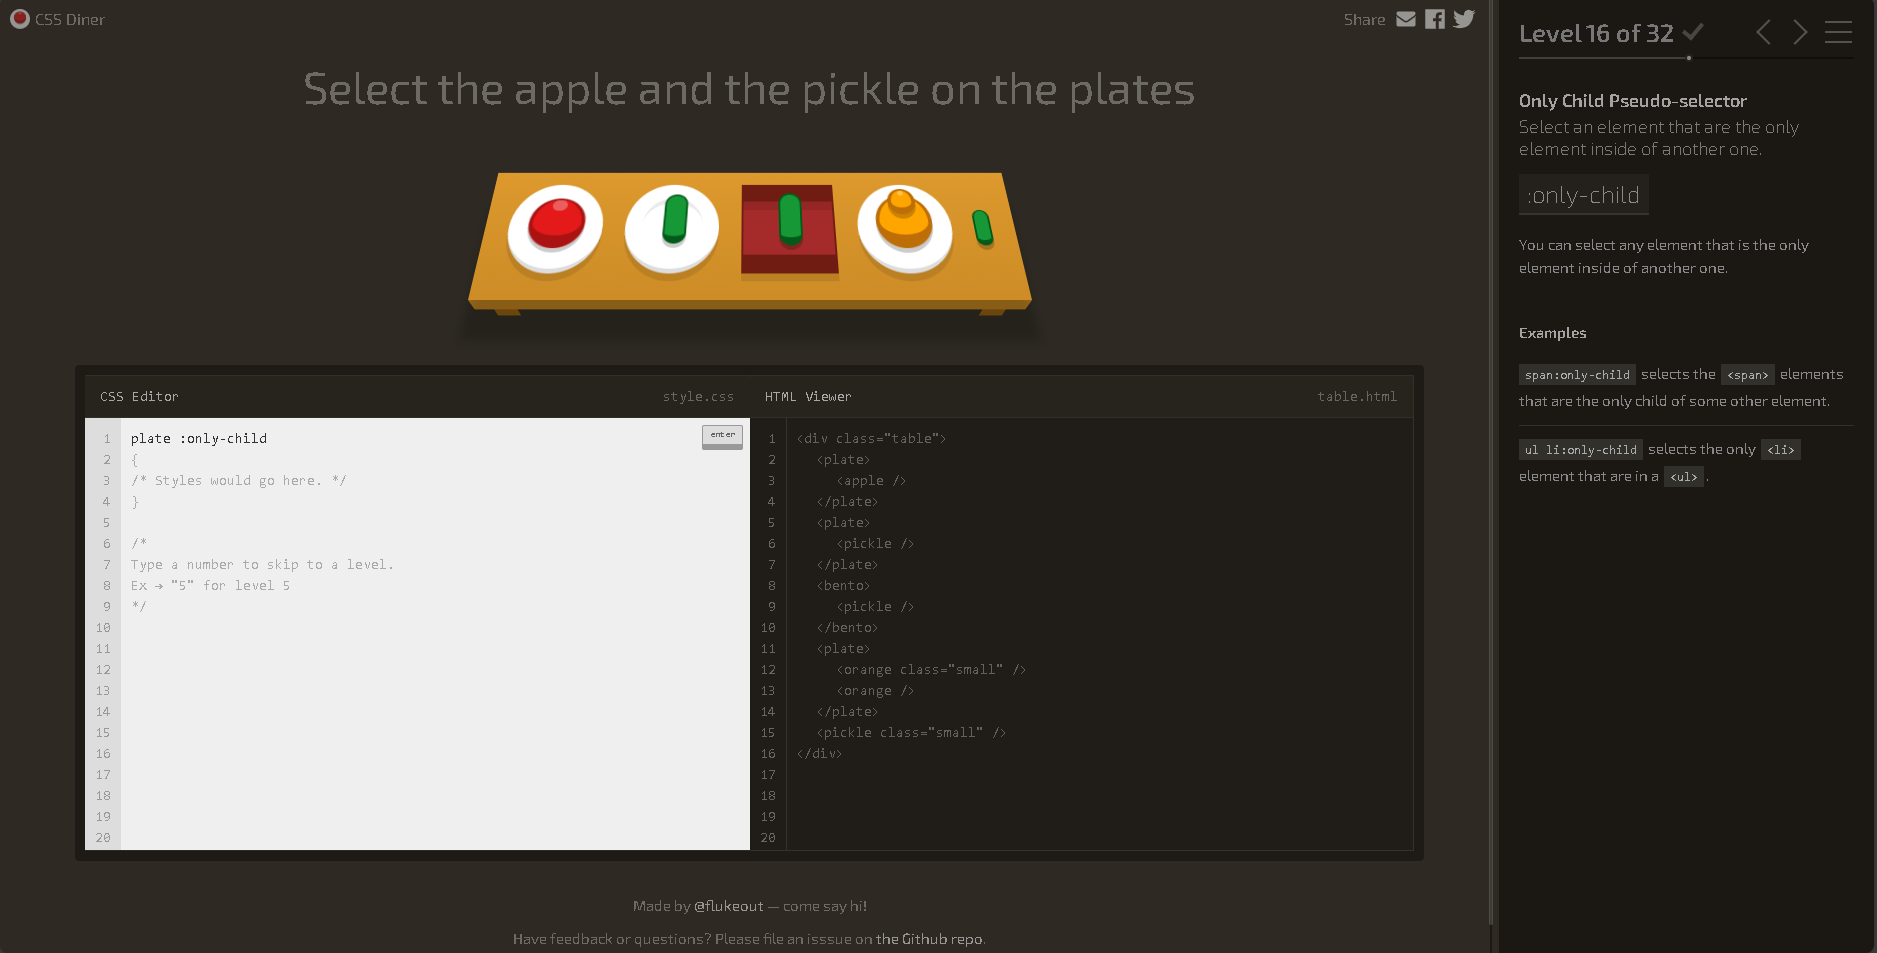 CSS Diner
Share
Select the apple and the pickle on the plates
CSS Editor
style.css
1 plate :only-child
enter
2 {
3 /* Styles would go here. */
4 }
5
6 /*
7 Type a number to skip to a level.
8 Ex → "5" for level 5
9 */
10
11
12
13
14
15
16
17
18
19
20
HTML Viewer
table.html
1 <div class="table">
2 <plate>
3 <apple />
4 </plate>
5 <plate>
6 <pickle />
7 </plate>
8 <bento>
9 <pickle />
10 </bento>
11 <plate>
12 <orange class="small" />
13 <orange />
14 </plate>
15 <pickle class="small" />
16 </div>
17
18
19
20
Made by @flukeout — come say hi!
Have feedback or questions? Please file an isssue on the Github repo.
Level 16 of 32
Only Child Pseudo-selector
Select an element that are the only
element inside of another one.
:only-child
You can select any element that is the only
element inside of another one.
Examples
span:only-child selects the <span> elements
that are the only child of some other element.
ul li:only-child selects the only <li>
element that are in a <ul>.